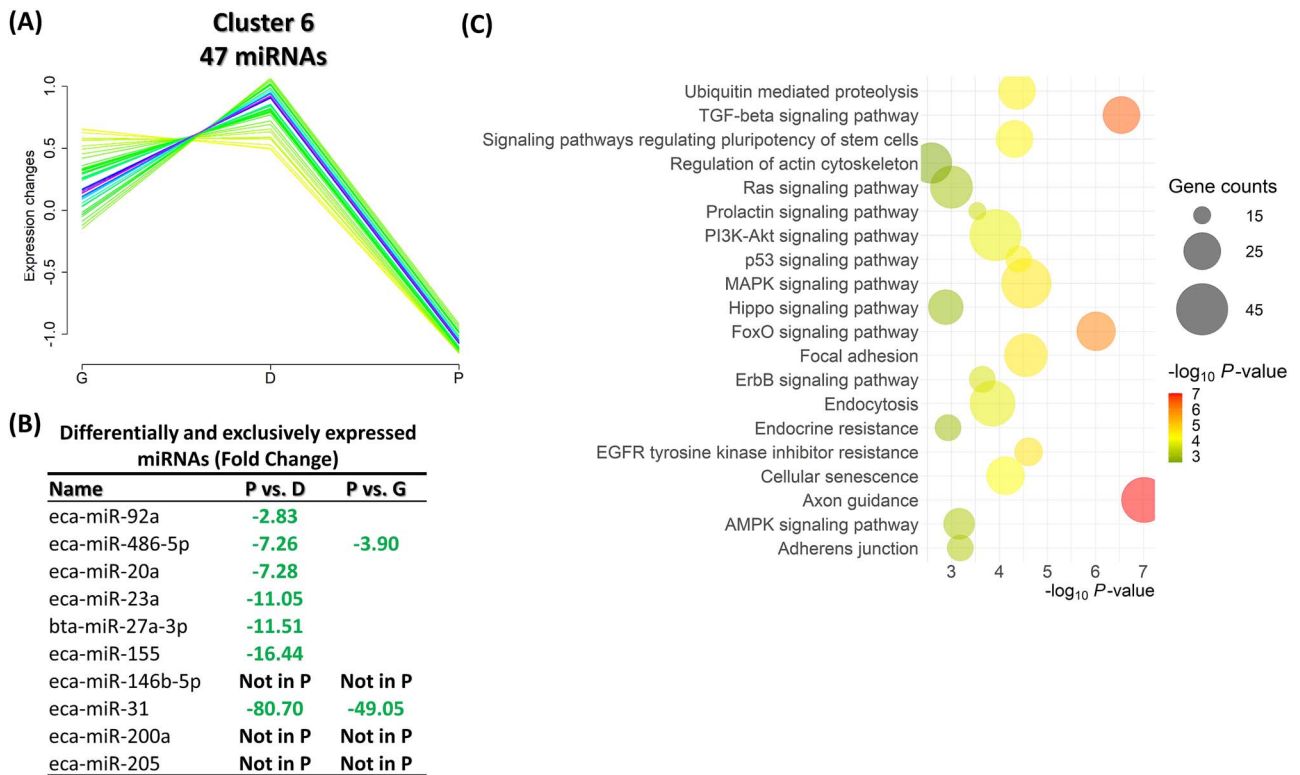 (A)
Cluster 6
47 miRNAs
Expression changes
1.0
0.5
0.0
-0.5
-1.0
G D P
(B)
Differentially and exclusively expressed
miRNAs (Fold Change)
Name P vs. D P vs. G
eca-miR-92a -2.83
eca-miR-486-5p -7.26 -3.90
eca-miR-20a -7.28
eca-miR-23a -11.05
bta-miR-27a-3p -11.51
eca-miR-155 -16.44
eca-miR-146b-5p Not in P Not in P
eca-miR-31 -80.70 -49.05
eca-miR-200a Not in P Not in P
eca-miR-205 Not in P Not in P
(C)
Ubiquitin mediated proteolysis
TGF-beta signaling pathway
Signaling pathways regulating pluripotency of stem cells
Regulation of actin cytoskeleton
Ras signaling pathway
Prolactin signaling pathway
PI3K-Akt signaling pathway
p53 signaling pathway
MAPK signaling pathway
Hippo signaling pathway
FoxO signaling pathway
Focal adhesion
ErbB signaling pathway
Endocytosis
Endocrine resistance
EGFR tyrosine kinase inhibitor resistance
Cellular senescence
Axon guidance
AMPK signaling pathway
Adherens junction
3 4 5 6 7
-log10 P-value
Gene counts
15
25
45
-log10 P-value
7
6
5
4
3